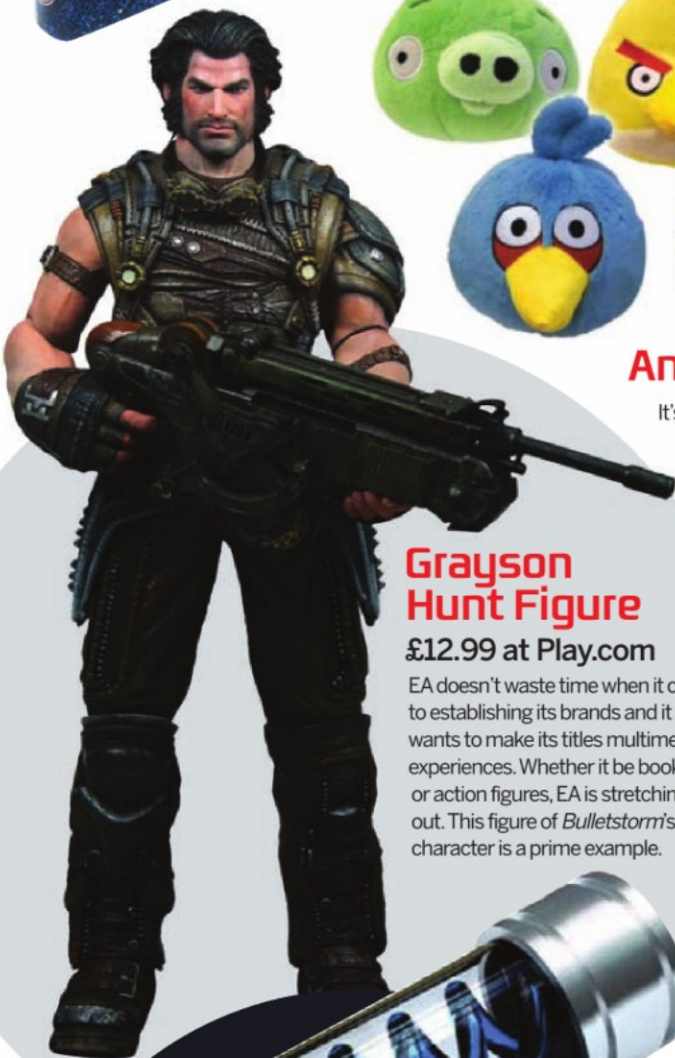 An
It's
Grayson
Hunt Figure
£12.99 at Play.com
EA doesn't waste time when it c
to establishing its brands and it
wants to make its titles multime
experiences. Whether it be book
or action figures, EA is stretchin
out. This figure of Bulletstorm's
character is a prime example.